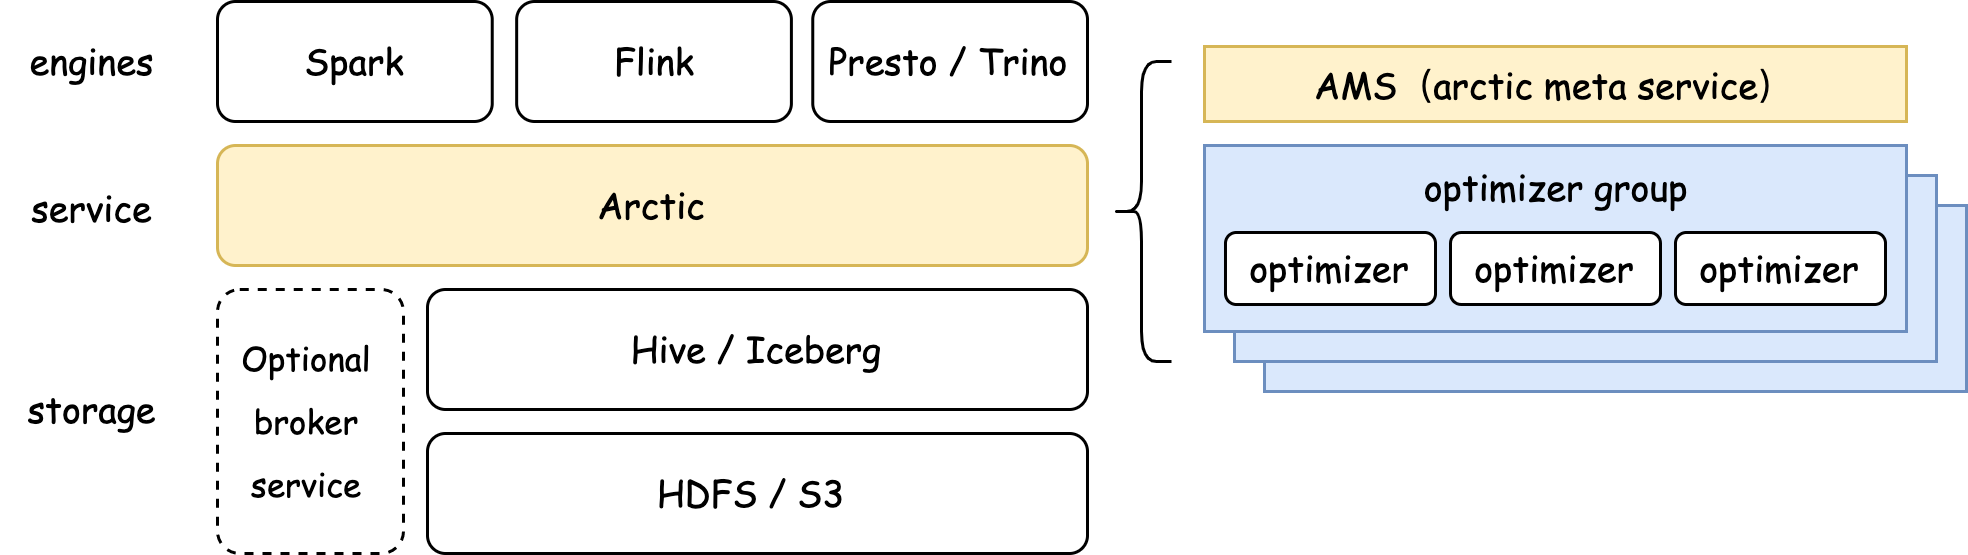 engines
Spark
Flink
Presto / Trino
service
Arctic
storage
Optional
broker
service
Hive / Iceberg
HDFS / S3
AMS（arctic meta service）
optimizer group
optimizer
optimizer
optimizer